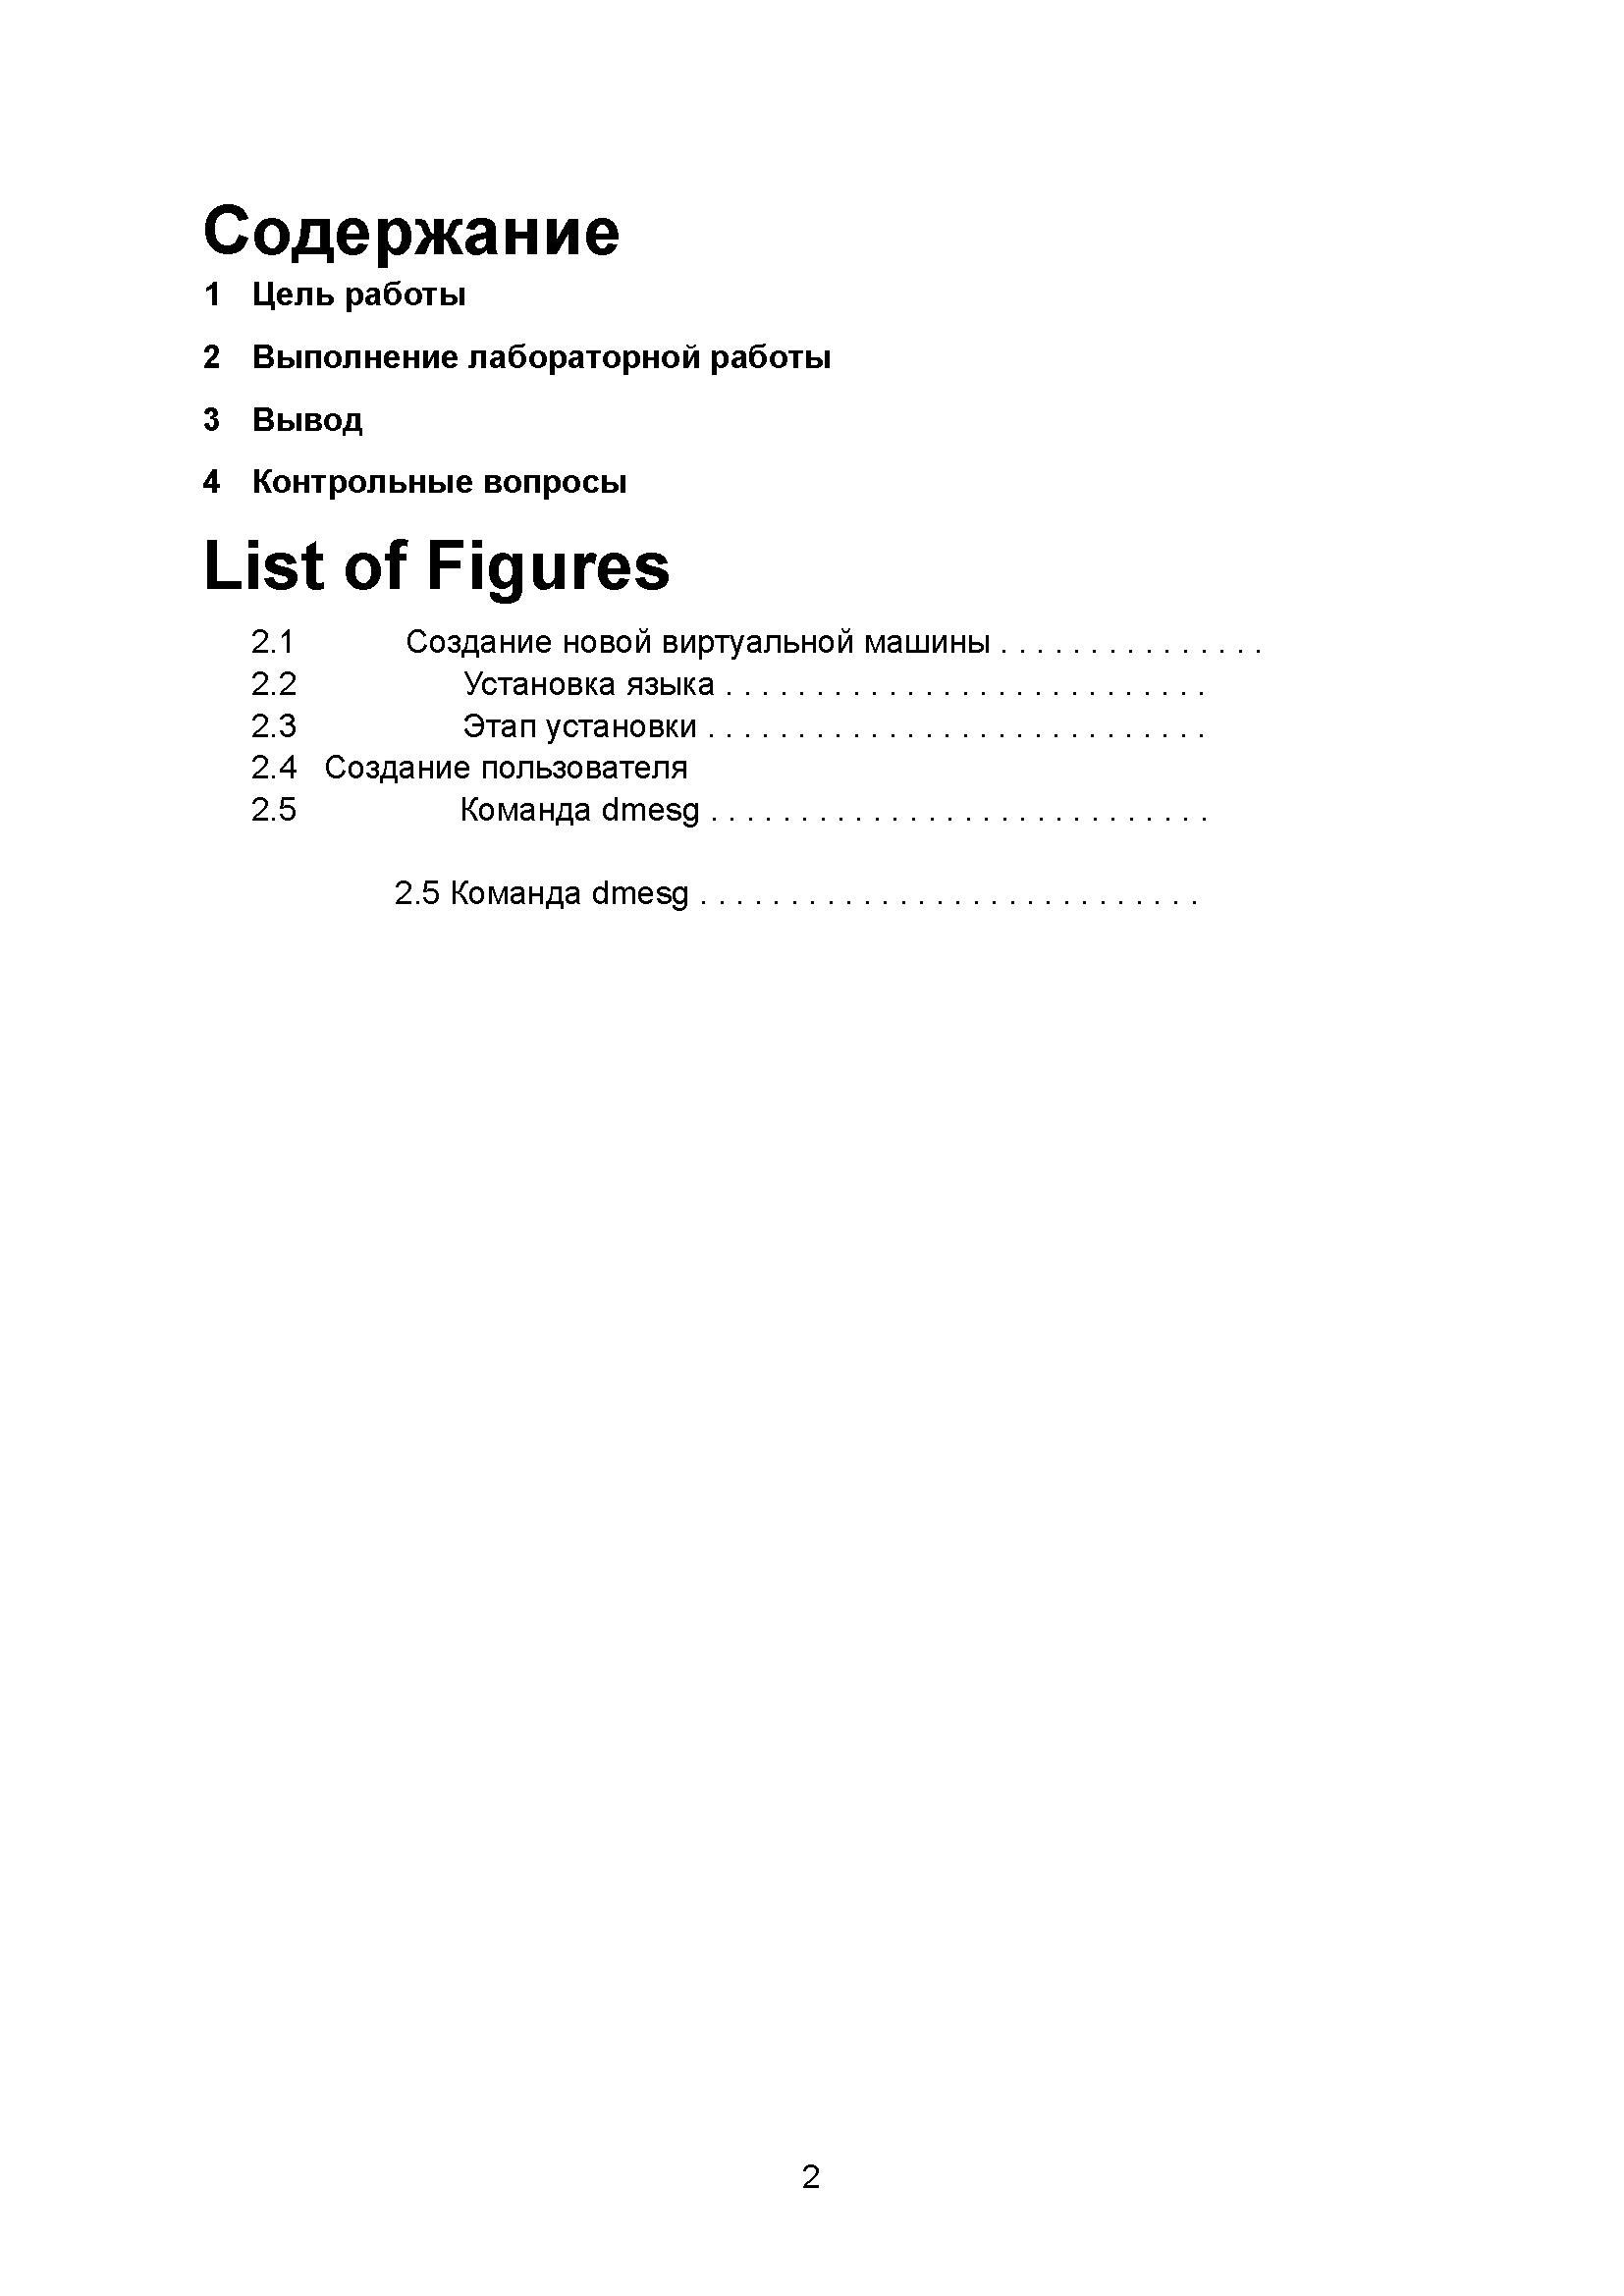 Содержание
1 Цель работы
2 Выполнение лабораторной работы
3 Вывод
4 Контрольные вопросы
List of Figures
2.1 Создание новой виртуальной машины . . . . . . . . . . . . . . .
2.2 Установка языка . . . . . . . . . . . . . . . . . . . . . . . . . . .
2.3 Этап установки . . . . . . . . . . . . . . . . . . . . . . . . . . . .
2.4 Создание пользователя
2.5 Команда dmesg . . . . . . . . . . . . . . . . . . . . . . . . . . . .
2.5 Команда dmesg . . . . . . . . . . . . . . . . . . . . . . . . . . . .
2